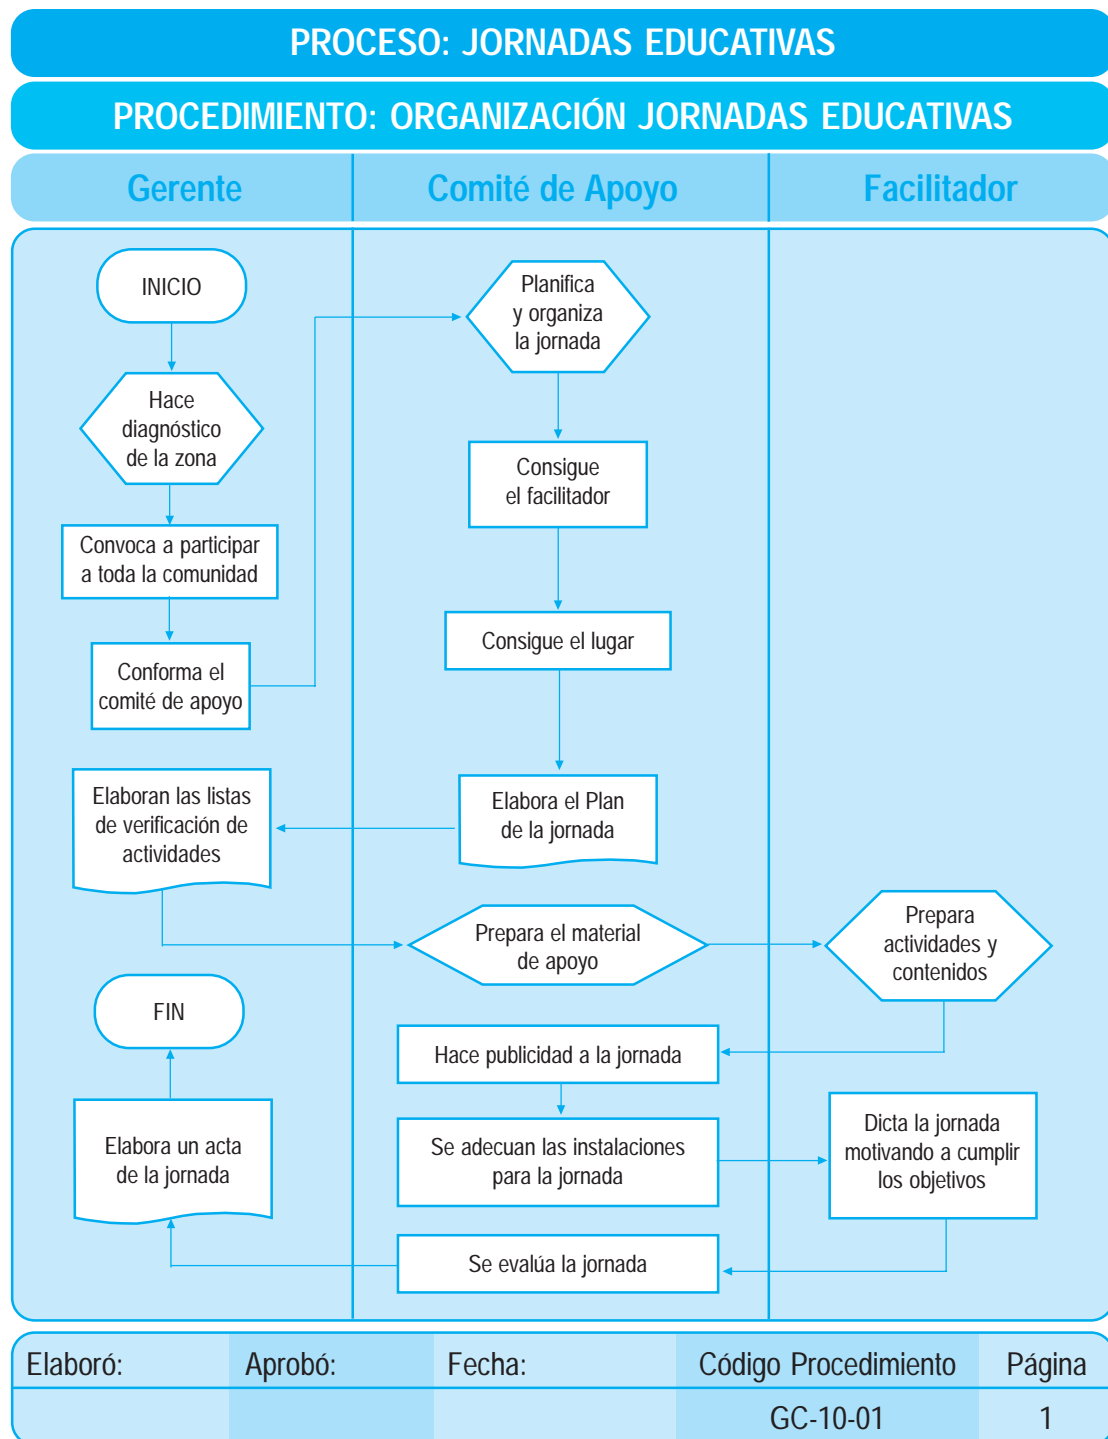 PROCESO: JORNADAS EDUCATIVAS
PROCEDIMIENTO: ORGANIZACIÓN JORNADAS EDUCATIVAS
Gerente
Comité de Apoyo
Facilitador
INICIO
Hace
diagnóstico
de la zona
Convoca a participar
a toda la comunidad
Conforma el
comité de apoyo
Planifica
y organiza
la jornada
Consigue
el facilitador
Consigue el lugar
Elabora el Plan
de la jornada
Elaboran las listas
de verificación de
actividades
Prepara el material
de apoyo
Prepara
actividades y
contenidos
Hace publicidad a la jornada
Se adecuan las instalaciones
para la jornada
Dicta la jornada
motivando a cumplir
los objetivos
Se evalúa la jornada
Elabora un acta
de la jornada
FIN
Elaboró:
Aprobó:
Fecha:
Código Procedimiento
Página
GC-10-01
1